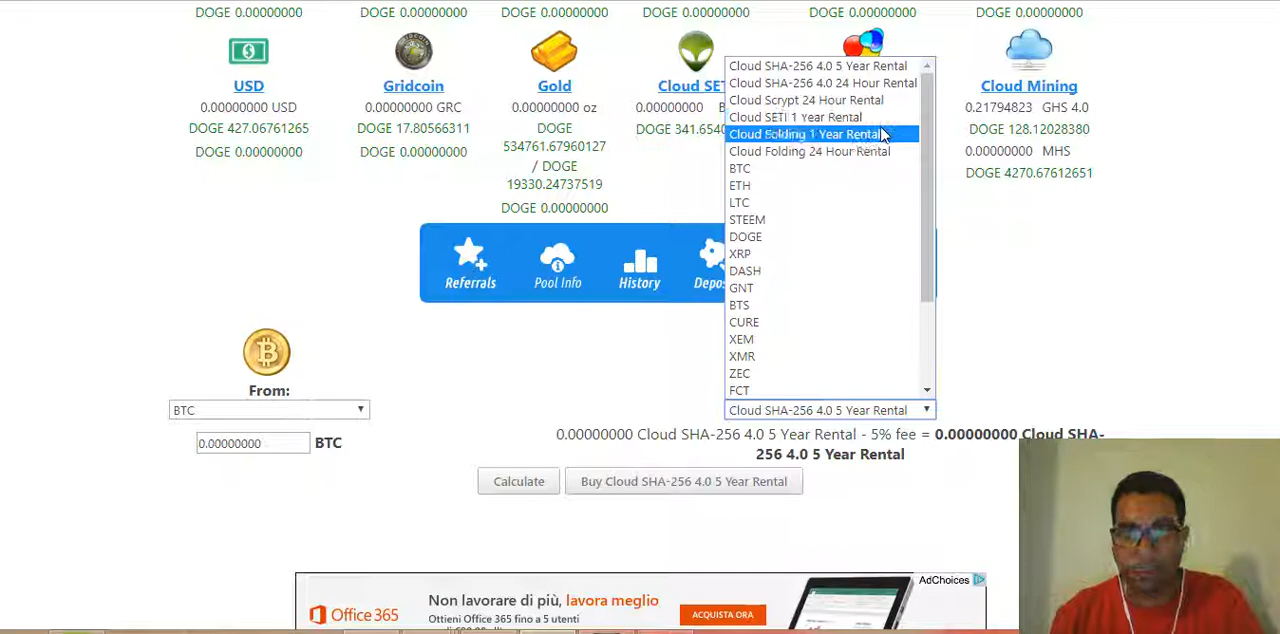 DOGE 0.00000000 DOGE 0.00000000 DOGE 0.00000000 DOGE 0.00000000 DOGE 0.00000000 DOGE 0.00000000
USD
0.00000000 USD
DOGE 427.06761265
DOGE 0.00000000
Gridcoin
0.00000000 GRC
DOGE 17.80566311
DOGE 0.00000000
Gold
0.00000000 oz
DOGE
534761.67960127
/ DOGE
19330.24737519
DOGE 0.00000000
Cloud SET
0.00000000
DOGE 341.6540
Cloud Mining
0.21794823 GHS 4.0
DOGE 128.12028380
0.00000000 MHS
DOGE 4270.67612651
Cloud SHA-256 4.0 5 Year Rental
Cloud SHA-256 4.0 24 Hour Rental
Cloud Scrypt 24 Hour Rental
Cloud SETI 1 Year Rental
Cloud Folding 1 Year Rental
Cloud Folding 24 Hour Rental
BTC
ETH
LTC
STEEM
DOGE
XRP
DASH
GNT
BTS
CURE
XEM
XMR
ZEC
FCT
Cloud SHA-256 4.0 5 Year Rental
Referrals Pool Info History Depos
From:
BTC
0.00000000 BTC
0.00000000 Cloud SHA-256 4.0 5 Year Rental - 5% fee = 0.00000000 Cloud SHA-
256 4.0 5 Year Rental
Calculate Buy Cloud SHA-256 4.0 5 Year Rental
AdChoices
Office 365
Non lavorare di più, lavora meglio
Ottieni Office 365 fino a 5 utenti
ACQUISTA ORA